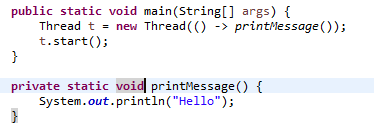 public static void main(String[] args) {
    Thread t = new Thread(() -> printMessage());
    t.start();
}
private static void printMessage() {
    System.out.println("Hello");
}